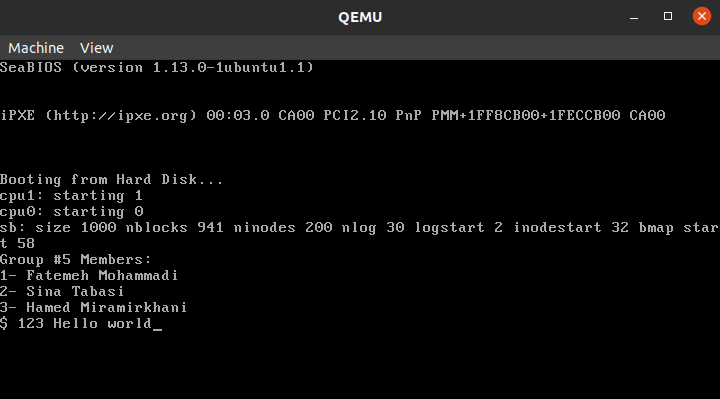 QEMU
Machine View
SeaBIOS (version 1.13.0-1ubuntu1.1)
iPXE (http://ipxe.org) 00:03.0 CA00 PCI2.10 PnP PMM+1FF8CB00+1FECCB00 CA00
Booting from Hard Disk...
cpu1: starting 1
cpu0: starting 0
sb: size 1000 nblocks 941 ninodes 200 nlog 30 logstart 2 inodestart 32 bmap star
t 58
Group #5 Members:
1- Fatemeh Mohammadi
2- Sina Tabasi
3- Hamed Miramirkhani
$ 123 Hello world_